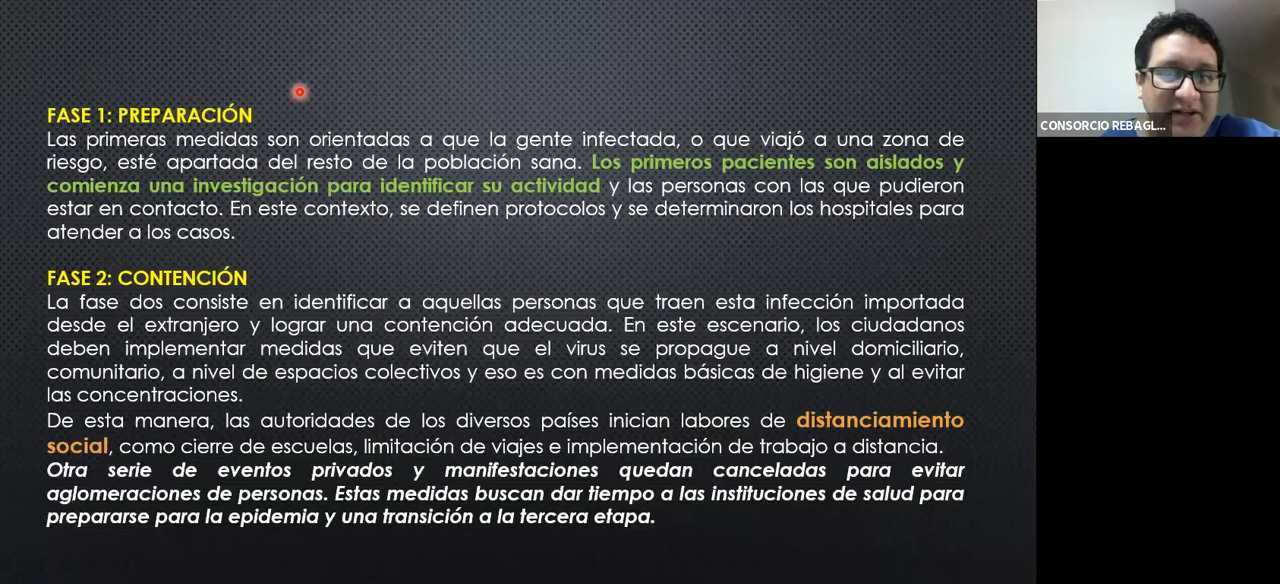 FASE 1: PREPARACIÓN
Las primeras medidas son orientadas a que la gente infectada, o que viajó a una zona de
riesgo, esté apartada del resto de la población sana. Los primeros pacientes son aislados y
comienza una investigación para identificar su actividad y las personas con las que pudieron
estar en contacto. En este contexto, se definen protocolos y se determinaron los hospitales para
atender a los casos.
FASE 2: CONTENCIÓN
La fase dos consiste en identificar a aquellas personas que traen esta infección importada
desde el extranjero y lograr una contención adecuada. En este escenario, los ciudadanos
deben implementar medidas que eviten que el virus se propague a nivel domiciliario,
comunitario, a nivel de espacios colectivos y eso es con medidas básicas de higiene y al evitar
las concentraciones.
De esta manera, las autoridades de los diversos países inician labores de distanciamiento
social, como cierre de escuelas, limitación de viajes e implementación de trabajo a distancia.
Otra serie de eventos privados y manifestaciones quedan canceladas para evitar
aglomeraciones de personas. Estas medidas buscan dar tiempo a las instituciones de salud para
prepararse para la epidemia y una transición a la tercera etapa.
CONSORCIO REBAGL...